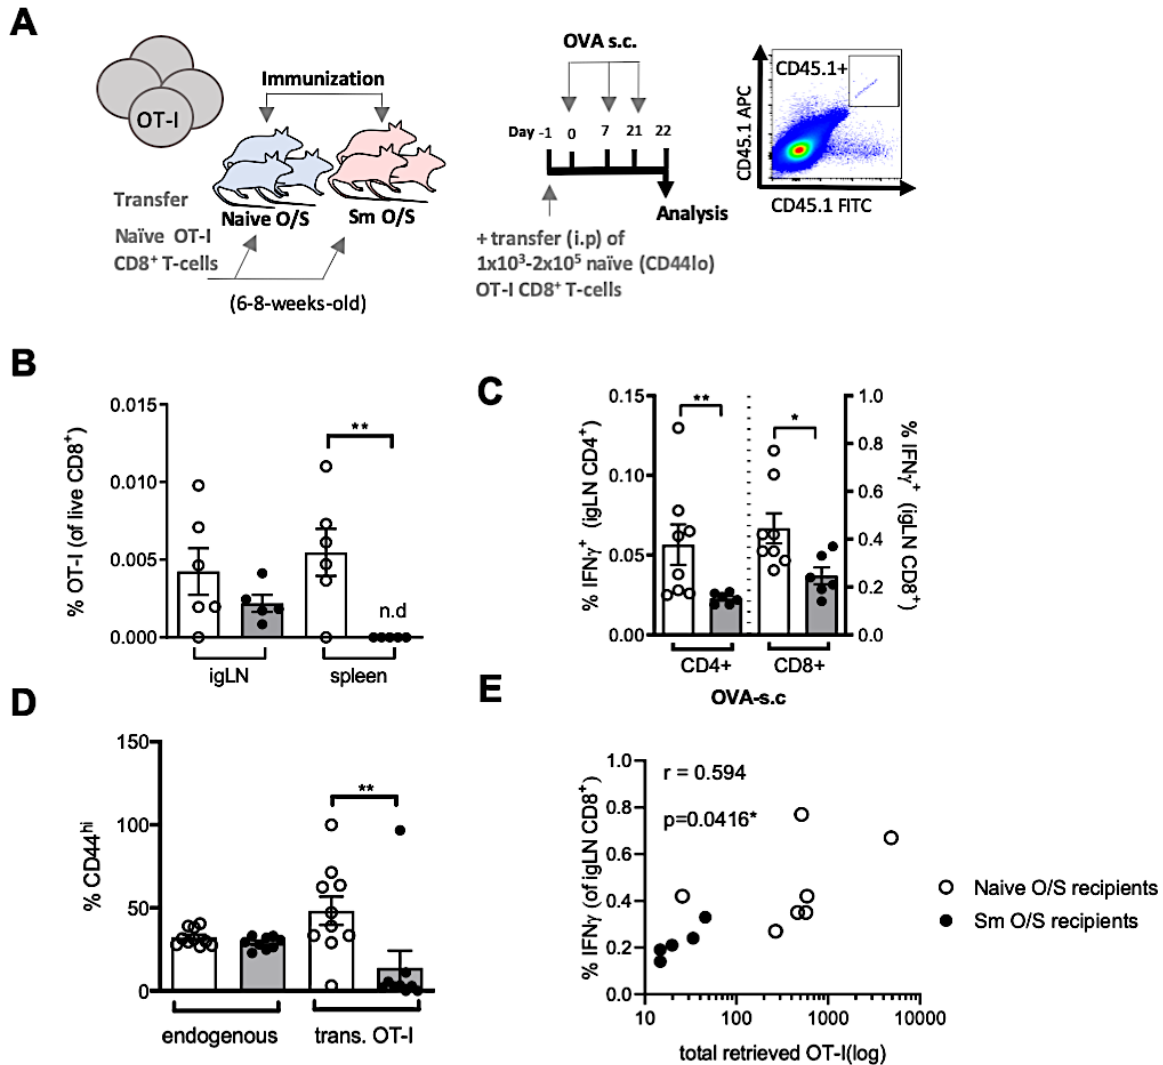 A
OT-I
Immunization
Transfer
Naïve OT-I
CD8⁺ T-cells
Naive O/S
Sm O/S
(6-8-weeks-old)
OVA s.c.
Day -1 0 7 21 22
Analysis
+ transfer (i.p) of
1x10³-2x10⁵ naïve (CD44lo)
OT-I CD8⁺ T-cells
CD45.1+
CD45.1 APC
CD45.1 FITC
B
% OT-I (of live CD8⁺)
0.015
0.010
0.005
0.000
**
n.d
igLN
spleen
C
% IFNγ⁺ (igLN CD4⁺)
0.15
0.10
0.05
0.00
**
*
1.0
0.8
0.6
0.4
0.2
0.0
% IFNγ⁺ (igLN CD8⁺)
CD4+
CD8+
OVA-s.c
D
% CD44ʰⁱ
150
100
50
0
**
endogenous
trans. OT-I
E
% IFNγ (of igLN CD8⁺)
1.0
0.8
0.6
0.4
0.2
0.0
r = 0.594
p=0.0416*
10 100 1000 10000
total retrieved OT-I(log)
Naive O/S recipients
Sm O/S recipients